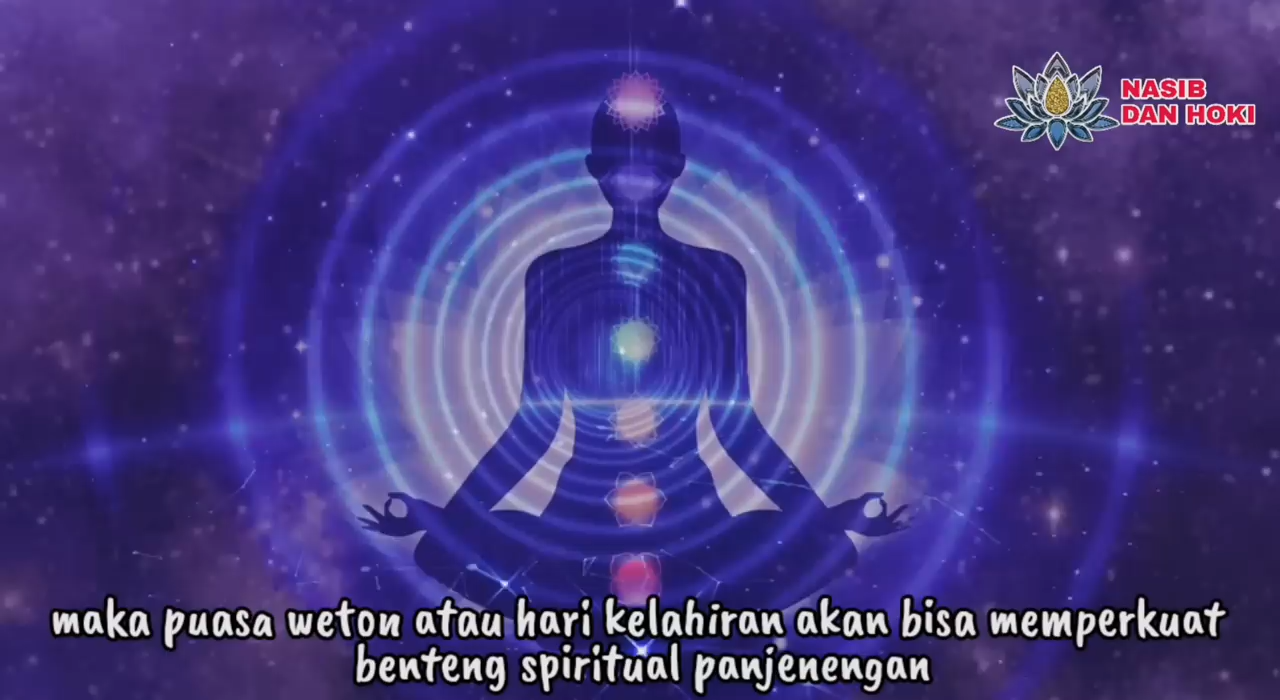 NASIB
DAN HOKI
maka puasa weton atau hari kelahiran akan bisa memperkuat
benteng spiritual panjenengan